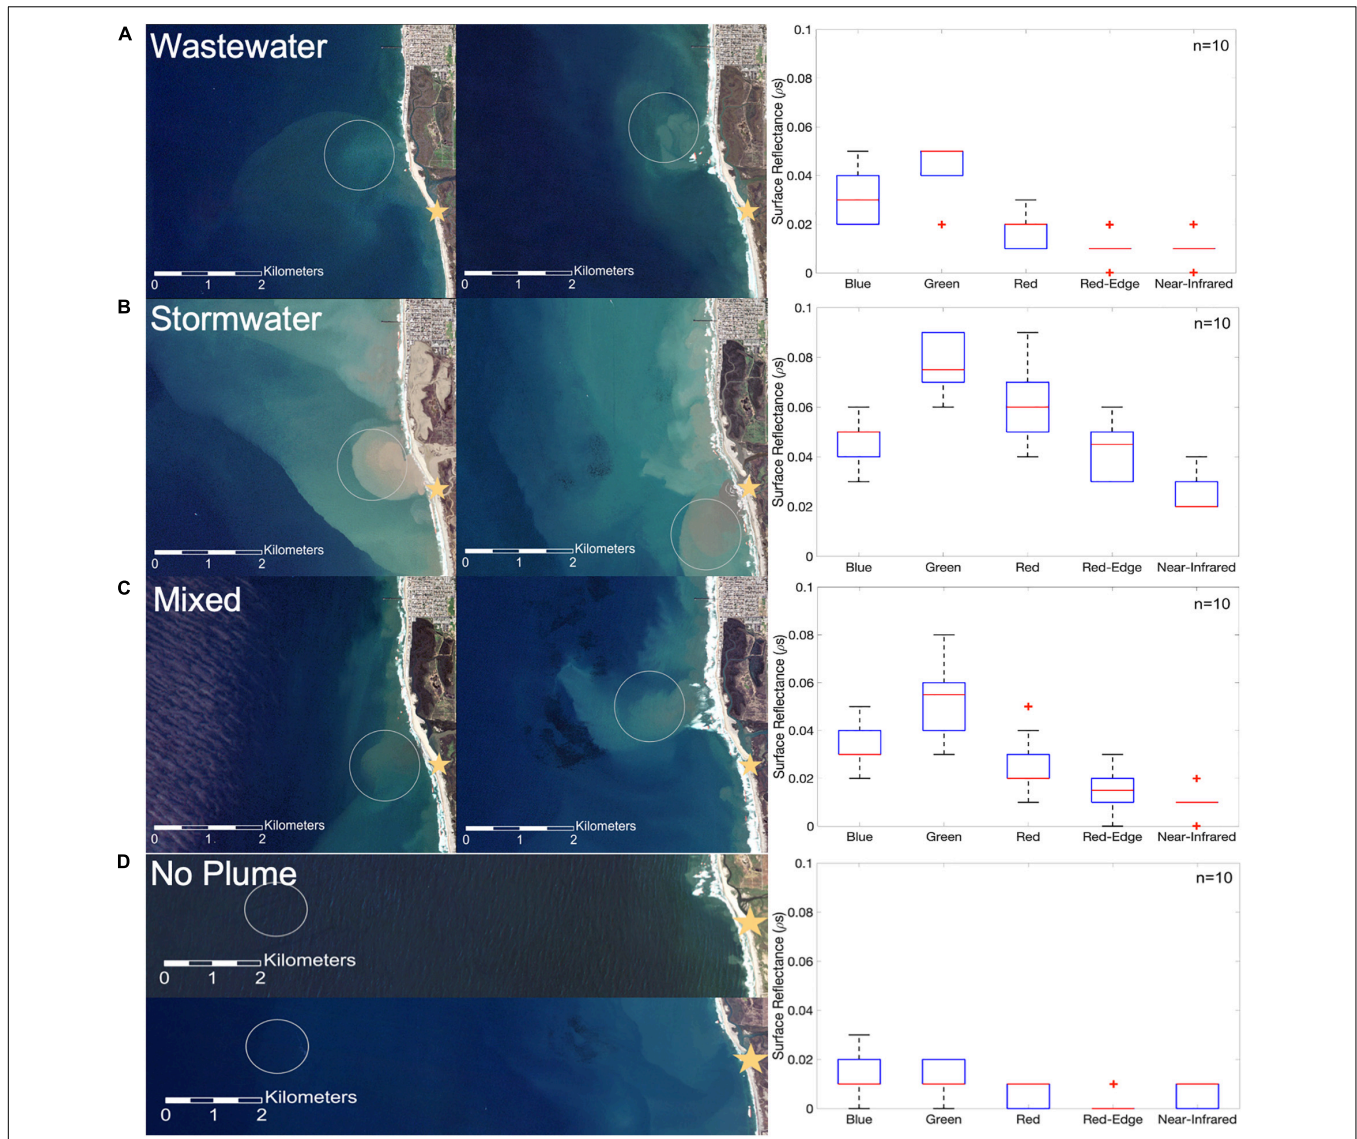 A
Wastewater
Kilometers
0 1 2
Kilometers
0 1 2
n=10
Surface Reflectance (ρs)
0.1
0.08
0.06
0.04
0.02
0
Blue Green Red Red-Edge Near-Infrared
B
Stormwater
Kilometers
0 1 2
Kilometers
0 1 2
n=10
Surface Reflectance (ρs)
0.1
0.08
0.06
0.04
0.02
0
Blue Green Red Red-Edge Near-Infrared
C
Mixed
Kilometers
0 1 2
Kilometers
0 1 2
n=10
Surface Reflectance (ρs)
0.1
0.08
0.06
0.04
0.02
0
Blue Green Red Red-Edge Near-Infrared
D
No Plume
Kilometers
0 1 2
Kilometers
0 1 2
n=10
Surface Reflectance (ρs)
0.1
0.08
0.06
0.04
0.02
0
Blue Green Red Red-Edge Near-Infrared